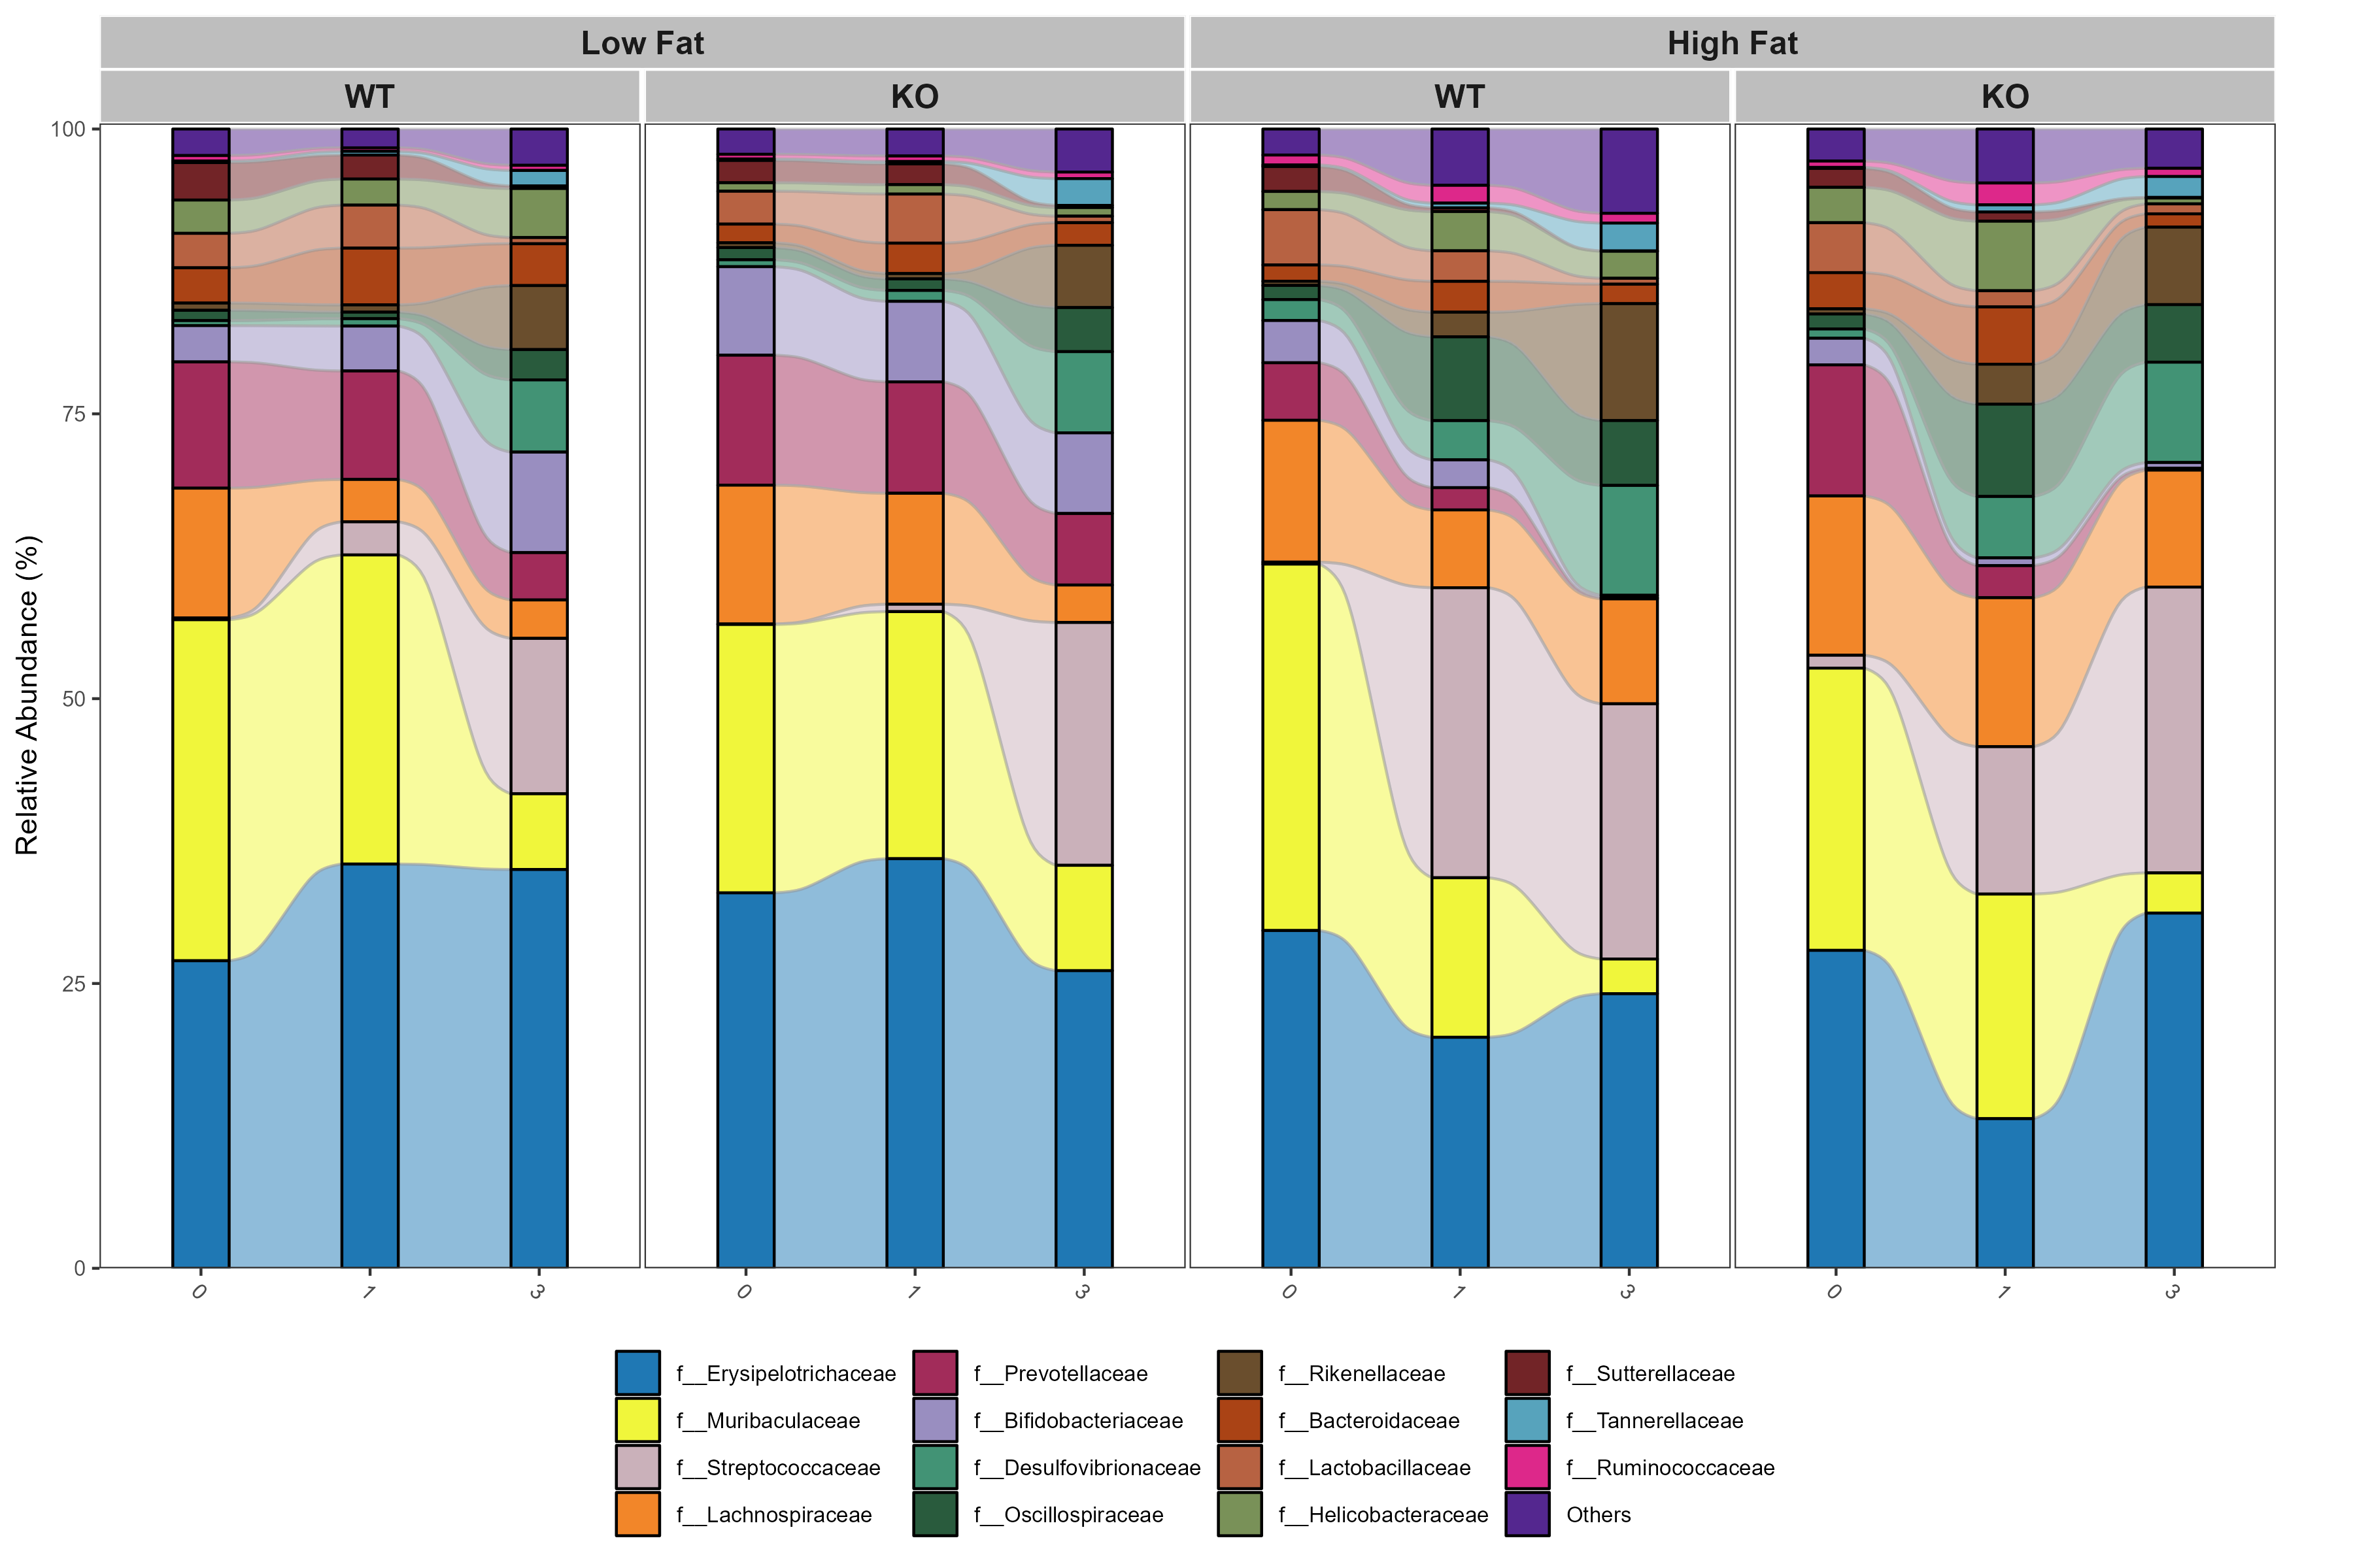 Low Fat
High Fat
WT
KO
WT
KO
Relative Abundance (%)
100
75
50
25
0
0 1 3
0 1 3
0 1 3
0 1 3
f__Erysipelotrichaceae
f__Muribaculaceae
f__Streptococcaceae
f__Lachnospiraceae
f__Prevotellaceae
f__Bifidobacteriaceae
f__Desulfovibrionaceae
f__Oscillospiraceae
f__Rikenellaceae
f__Bacteroidaceae
f__Lactobacillaceae
f__Helicobacteraceae
f__Sutterellaceae
f__Tannerellaceae
f__Ruminococcaceae
Others